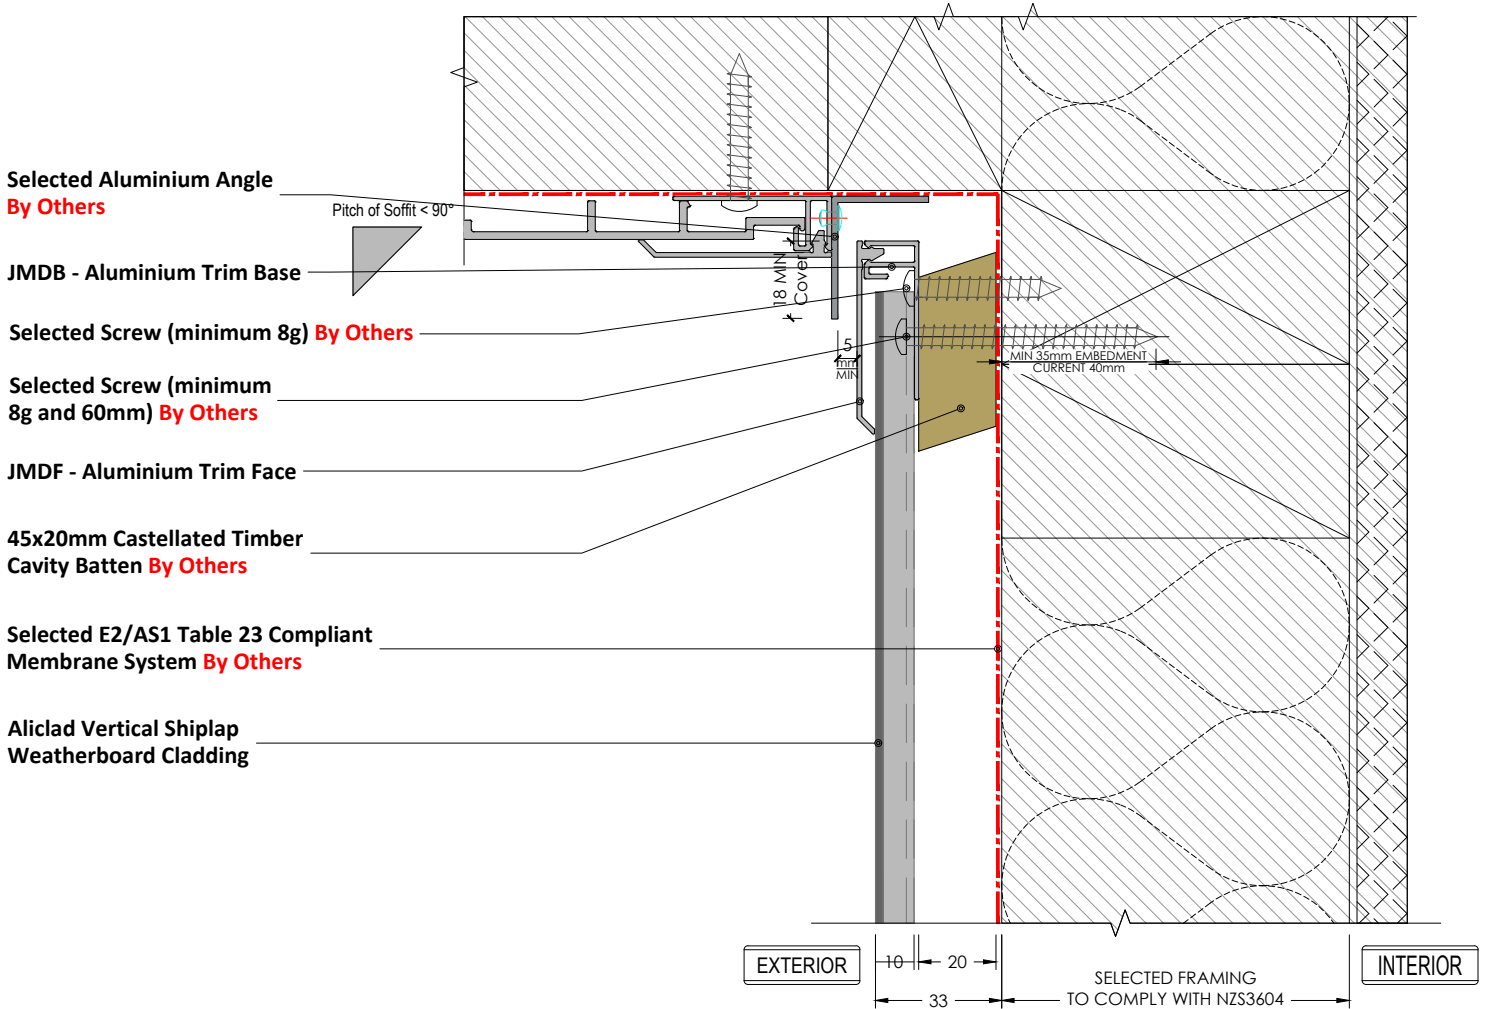 Selected Aluminium Angle
By Others
Pitch of Soffit < 90°
JMDB - Aluminium Trim Base
18 MIN
Cover
Selected Screw (minimum 8g) By Others
5
mm
MIN
MIN 35mm EMBEDMENT
CURRENT 40mm
Selected Screw (minimum
8g and 60mm) By Others
JMDF - Aluminium Trim Face
45x20mm Castellated Timber
Cavity Batten By Others
Selected E2/AS1 Table 23 Compliant
Membrane System By Others
Aliclad Vertical Shiplap
Weatherboard Cladding
EXTERIOR
10
20
33
SELECTED FRAMING
TO COMPLY WITH NZS3604
INTERIOR